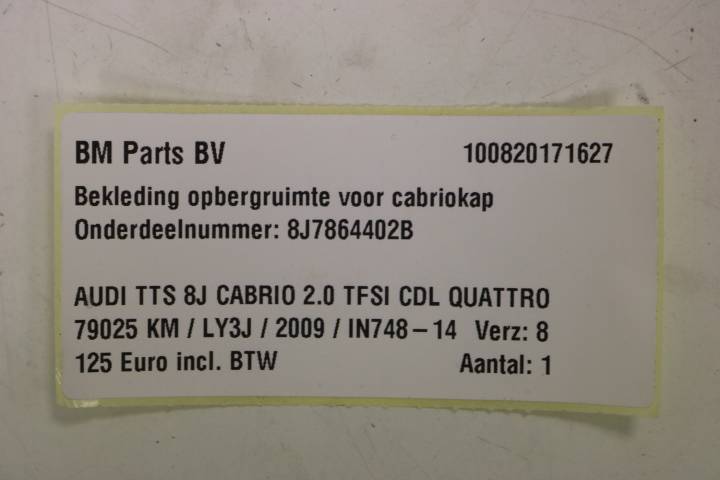 BM Parts BV 100820171627
Bekleding opbergruimte voor cabriokap
Onderdeelnummer: 8J7864402B
AUDI TTS 8J CABRIO 2.0 TFSI CDL QUATTRO
79025 KM / LY3J / 2009 / IN748-14 Verz: 8
125 Euro incl. BTW Aantal: 1